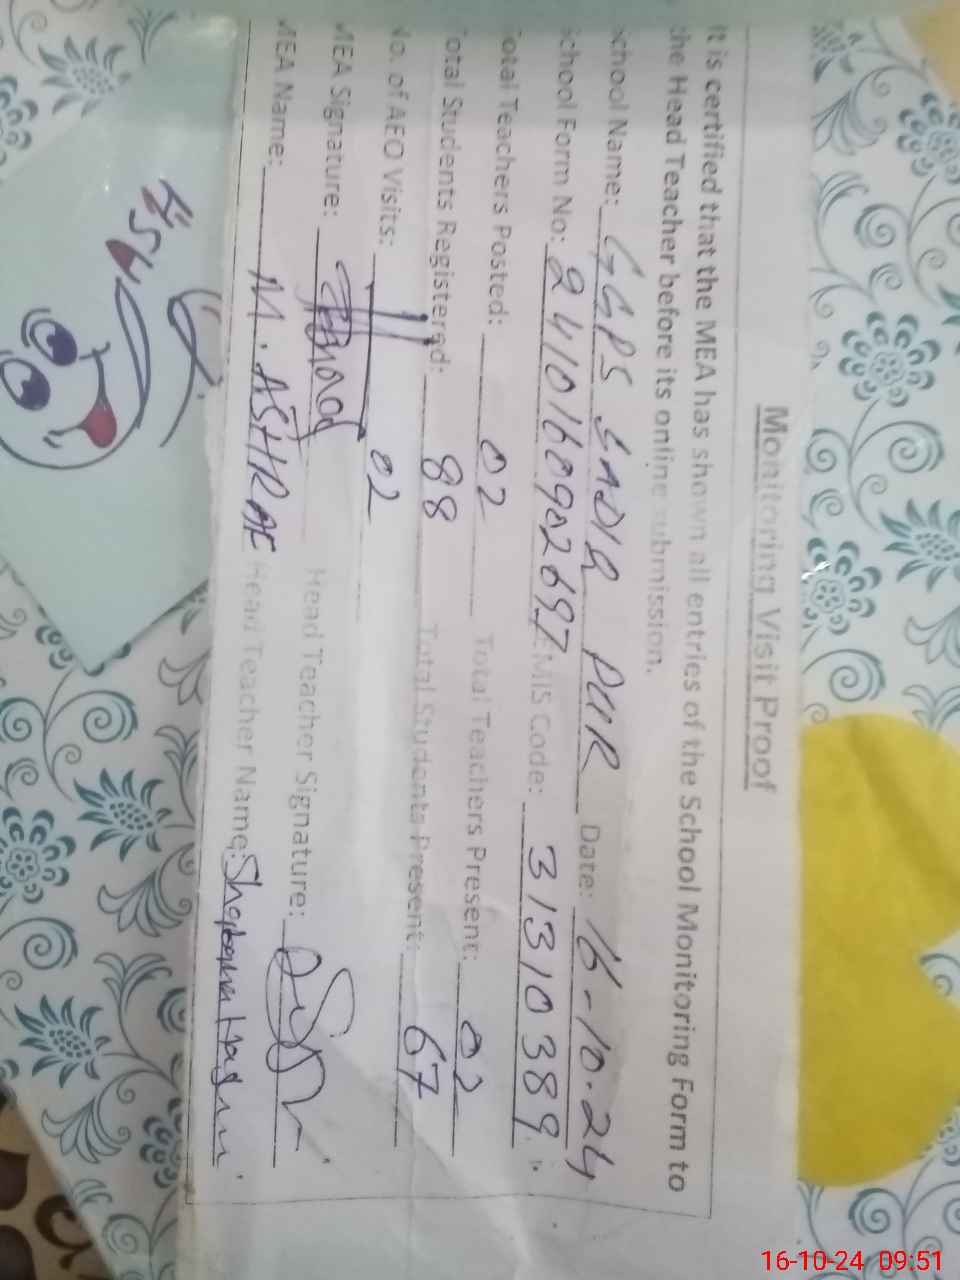 Monitoring Visit Proof
It is certified that the MEA has shown all entries of the School Monitoring Form to
the Head Teacher before its online submission.
School Name: GGPS SADIR PUR Date: 16-10-24
School Form No: 2410160902697 EMIS Code: 31310389
Total Teachers Posted: 02 Total Teachers Present: 02
Total Students Registered: 88 Total Students Present: 67
No. of AEO Visits: 02
MEA Signature: Head Teacher Signature:
MEA Name: M. ASHRAF Head Teacher Name:
16-10-24 09:51